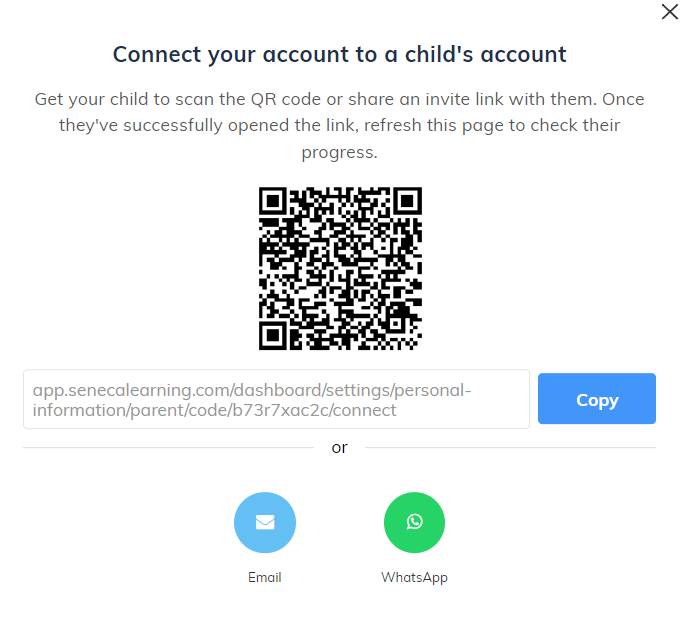 Connect your account to a child's account
Get your child to scan the QR code or share an invite link with them. Once
they've successfully opened the link, refresh this page to check their
progress.
app.senecalearning.com/dashboard/settings/personal-
information/parent/code/b73r7xac2c/connect
Copy
or
Email
WhatsApp